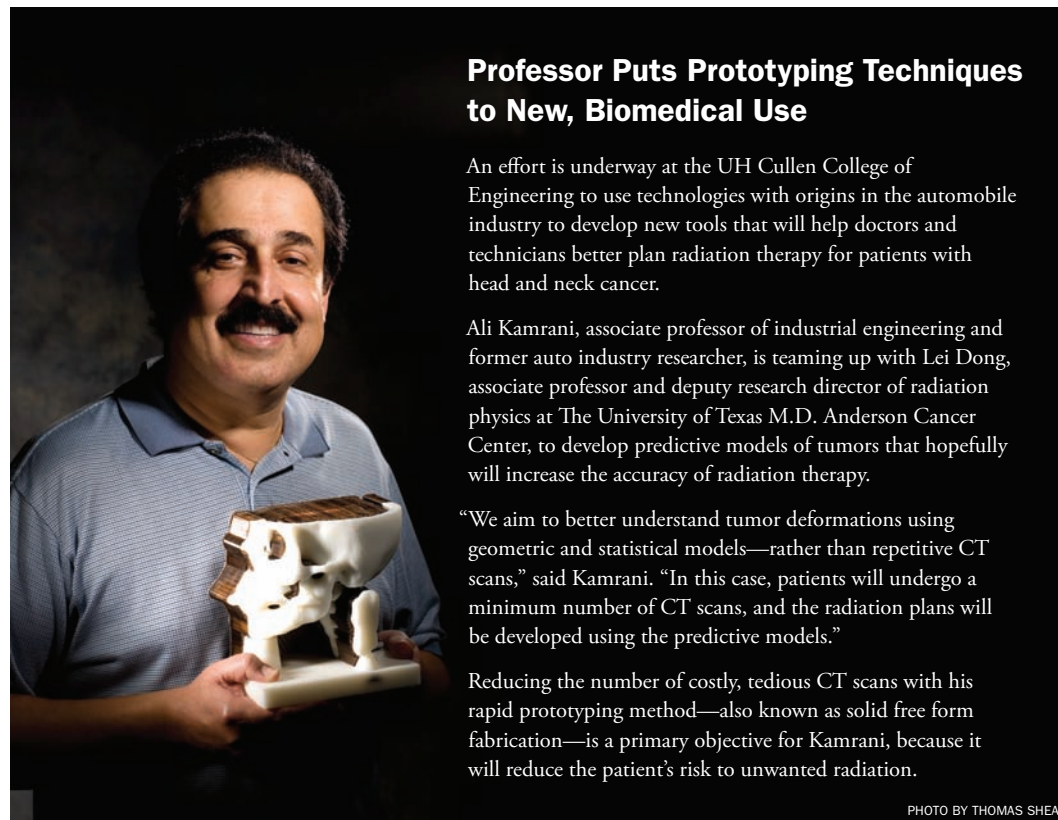 Professor Puts Prototyping Techniques
to New, Biomedical Use
An effort is underway at the UH Cullen College of
Engineering to use technologies with origins in the automobile
industry to develop new tools that will help doctors and
technicians better plan radiation therapy for patients with
head and neck cancer.
Ali Kamrani, associate professor of industrial engineering and
former auto industry researcher, is teaming up with Lei Dong,
associate professor and deputy research director of radiation
physics at The University of Texas M.D. Anderson Cancer
Center, to develop predictive models of tumors that hopefully
will increase the accuracy of radiation therapy.
“We aim to better understand tumor deformations using
geometric and statistical models—rather than repetitive CT
scans,” said Kamrani. “In this case, patients will undergo a
minimum number of CT scans, and the radiation plans will
be developed using the predictive models.”
Reducing the number of costly, tedious CT scans with his
rapid prototyping method—also known as solid free form
fabrication—is a primary objective for Kamrani, because it
will reduce the patient’s risk to unwanted radiation.
PHOTO BY THOMAS SHEA